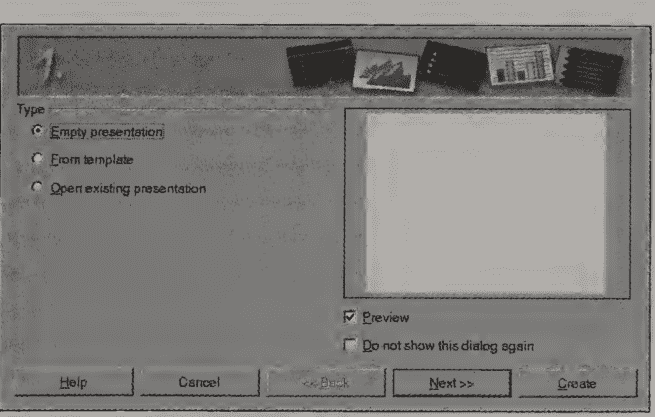 1.
Type
Empty presentation
From template
Open existing presentation
Preview
Do not show this dialog again
Help
Cancel
<< Back
Next >>
Create